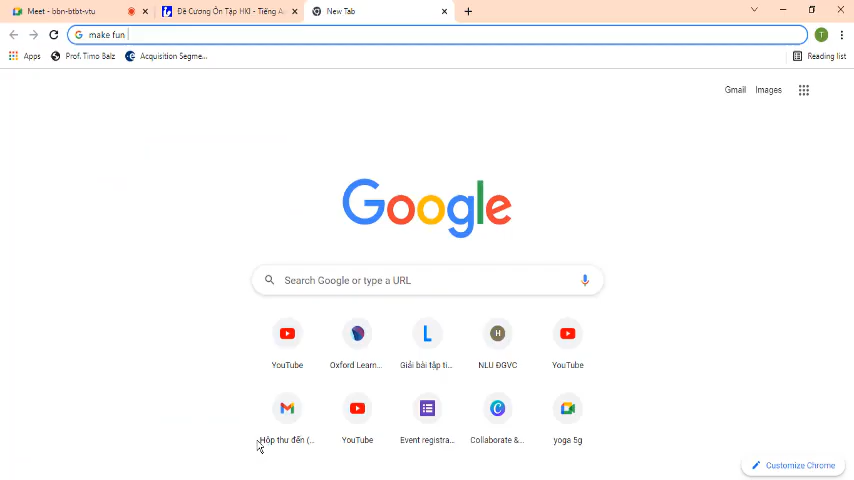 Meet - bbn-btbt-vtu
Đề Cương Ôn Tập HKI - Tiếng A
New Tab
make fun
T
Apps
Prof. Timo Balz
Acquisition Segme...
Reading list
Gmail
Images
Google
Search Google or type a URL
YouTube
Oxford Learn...
L
Giải bài tập ti...
H
NLU ĐGVC
YouTube
Hộp thư đến (...
YouTube
Event registra...
Collaborate &...
yoga 5g
Customize Chrome